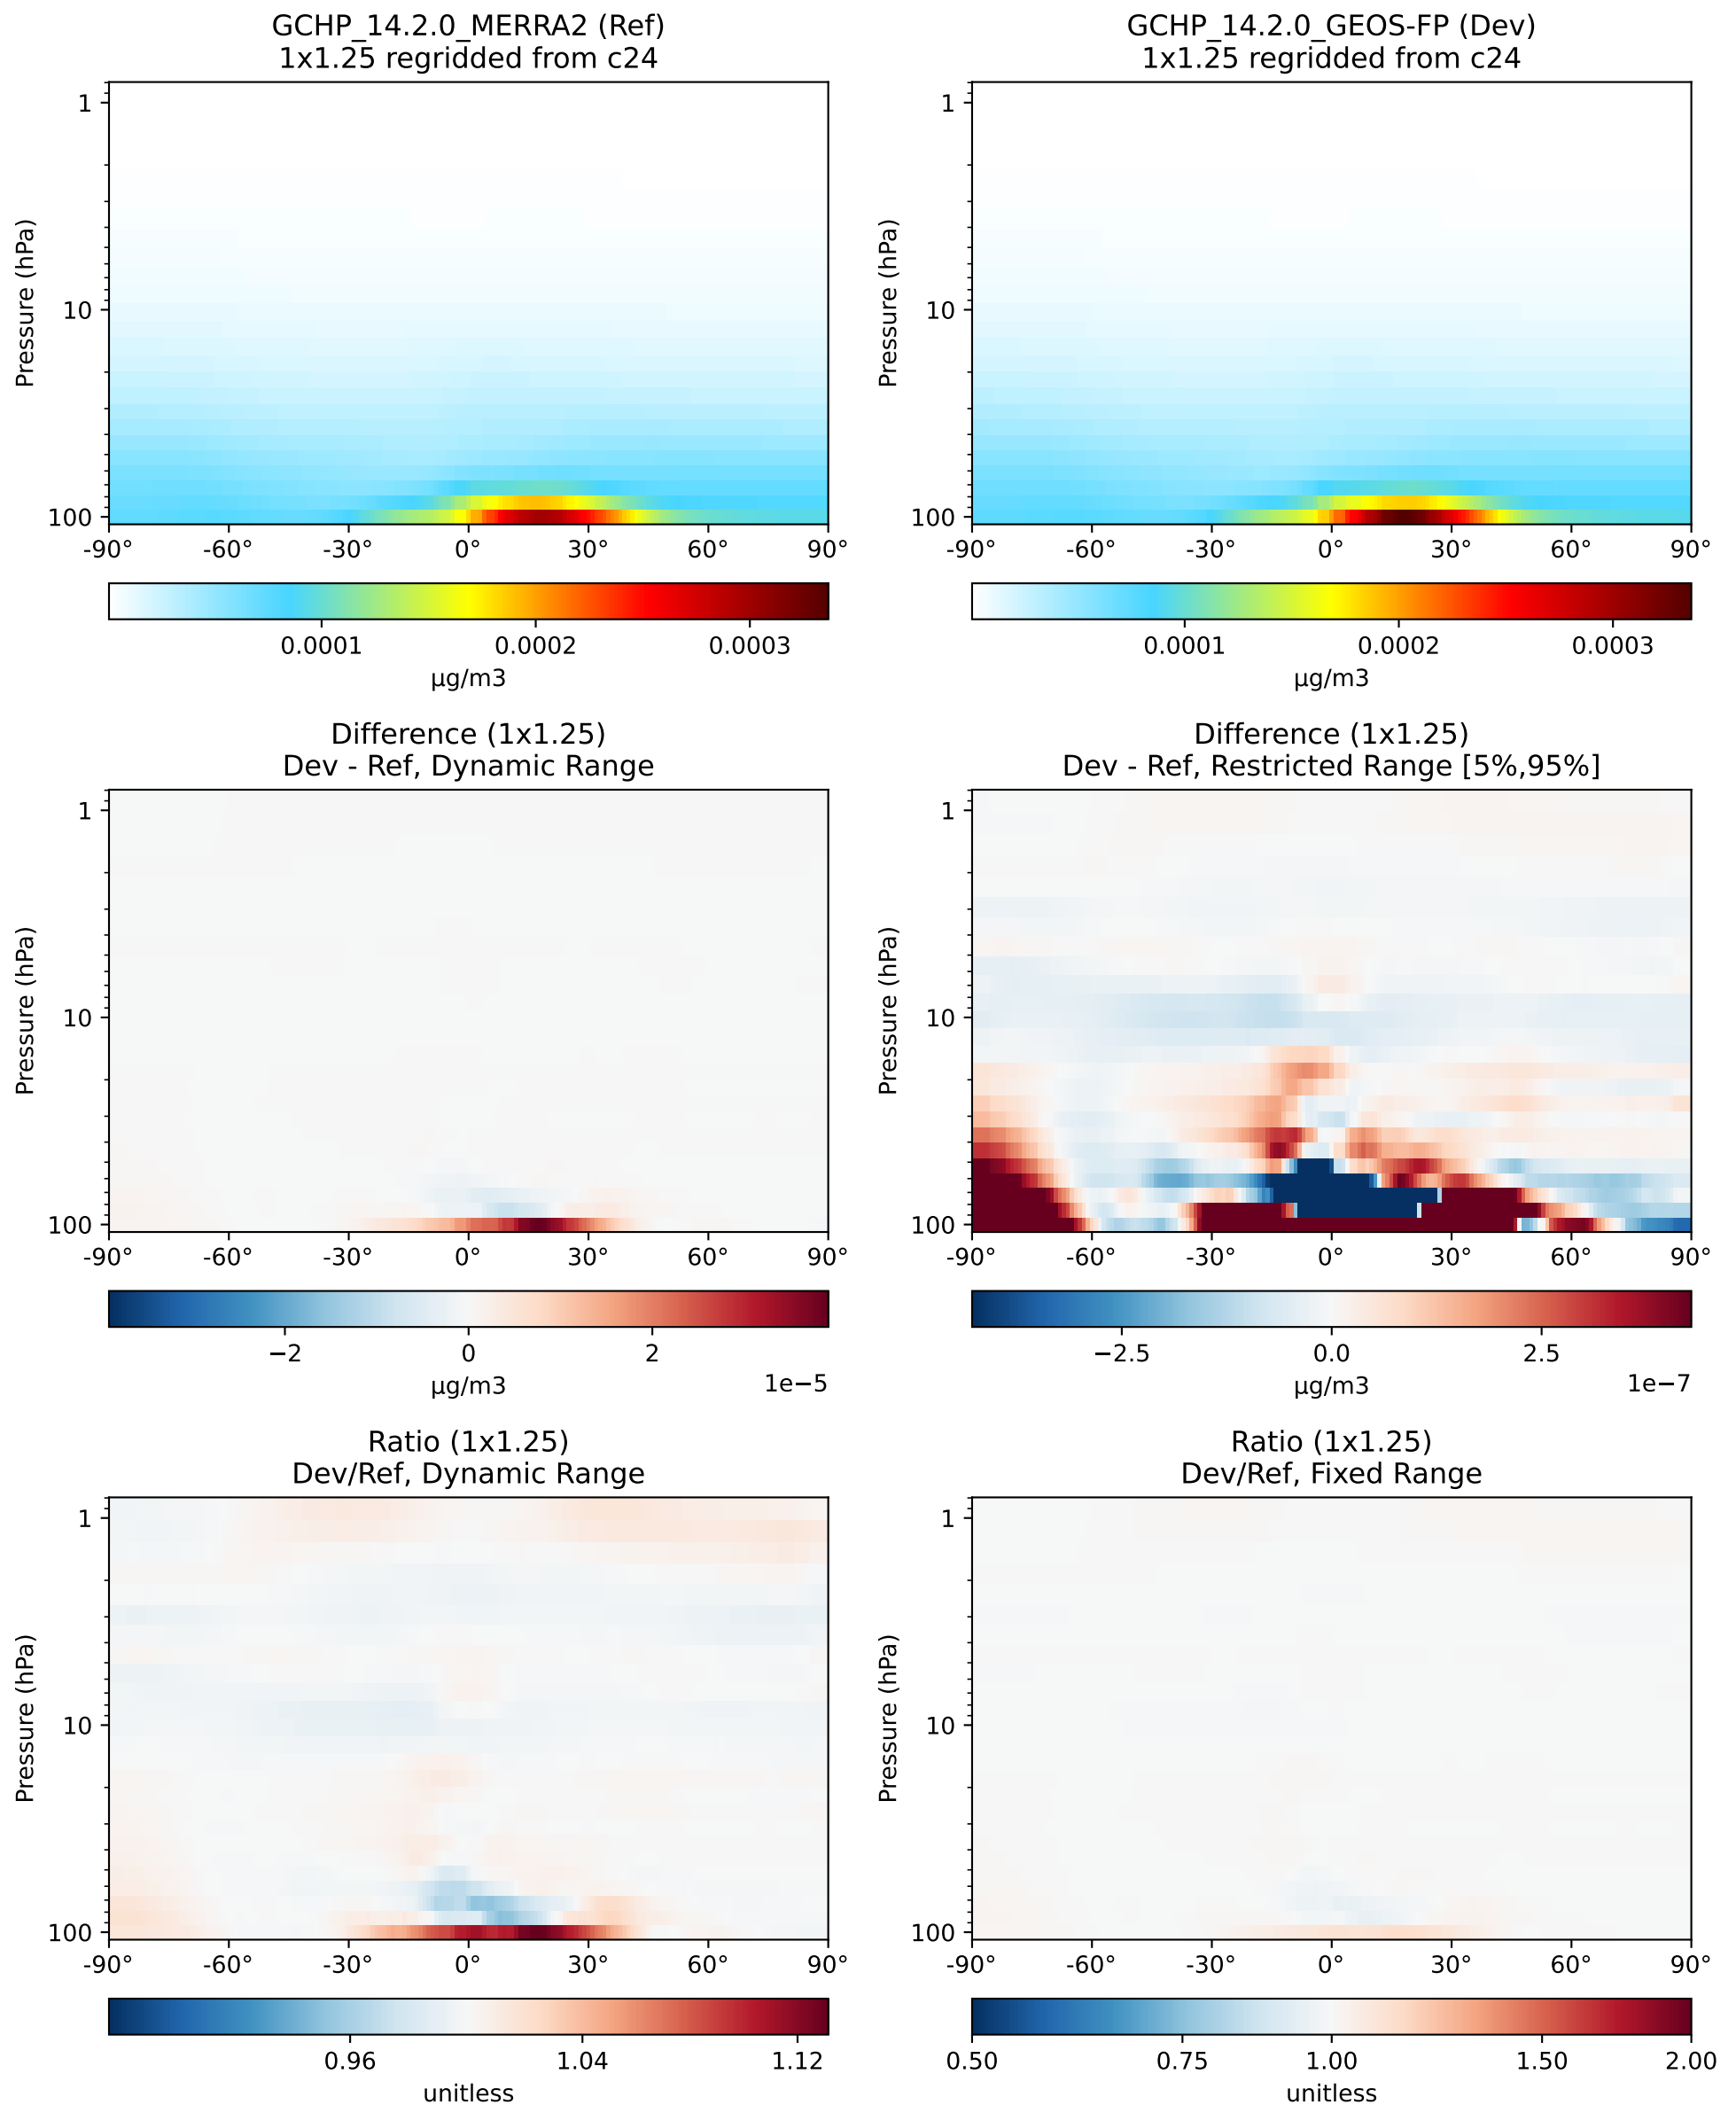 GCHP_14.2.0_MERRA2 (Ref)
1x1.25 regridded from c24
Pressure (hPa)
1
10
100
-90° -60° -30° 0° 30° 60° 90°
0.0001 0.0002 0.0003
µg/m3
GCHP_14.2.0_GEOS-FP (Dev)
1x1.25 regridded from c24
Pressure (hPa)
1
10
100
-90° -60° -30° 0° 30° 60° 90°
0.0001 0.0002 0.0003
µg/m3
Difference (1x1.25)
Dev - Ref, Dynamic Range
Pressure (hPa)
1
10
100
-90° -60° -30° 0° 30° 60° 90°
−2 0 2
µg/m3
1e−5
Difference (1x1.25)
Dev - Ref, Restricted Range [5%,95%]
Pressure (hPa)
1
10
100
-90° -60° -30° 0° 30° 60° 90°
−2.5 0.0 2.5
µg/m3
1e−7
Ratio (1x1.25)
Dev/Ref, Dynamic Range
Pressure (hPa)
1
10
100
-90° -60° -30° 0° 30° 60° 90°
0.96 1.04 1.12
unitless
Ratio (1x1.25)
Dev/Ref, Fixed Range
Pressure (hPa)
1
10
100
-90° -60° -30° 0° 30° 60° 90°
0.50 0.75 1.00 1.50 2.00
unitless